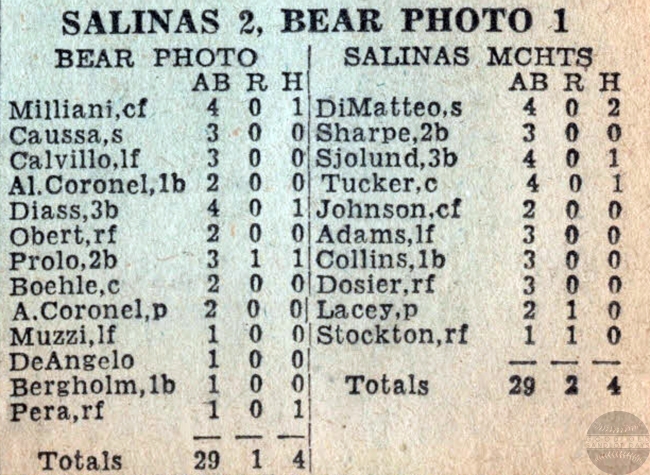 SALINAS 2, BEAR PHOTO 1
BEAR PHOTO
AB R H
Milliani,cf 4 0 1
Caussa,s 3 0 0
Calvillo,lf 3 0 0
Al.Coronel,1b 2 0 0
Diass,3b 4 0 1
Obert,rf 2 0 0
Prolo,2b 3 1 1
Boehle,c 2 0 0
A.Coronel,p 2 0 0
Muzzi,lf 1 0 0
DeAngelo 1 0 0
Bergholm,1b 1 0 0
Pera,rf 1 0 1
Totals 29 1 4
SALINAS MCHTS
AB R H
DiMatteo,s 4 0 2
Sharpe,2b 3 0 0
Sjolund,3b 4 0 1
Tucker,c 4 0 1
Johnson,cf 2 0 0
Adams,lf 3 0 0
Collins,1b 3 0 0
Dosier,rf 3 0 0
Lacey,p 2 1 0
Stockton,rf 1 1 0
Totals 29 2 4